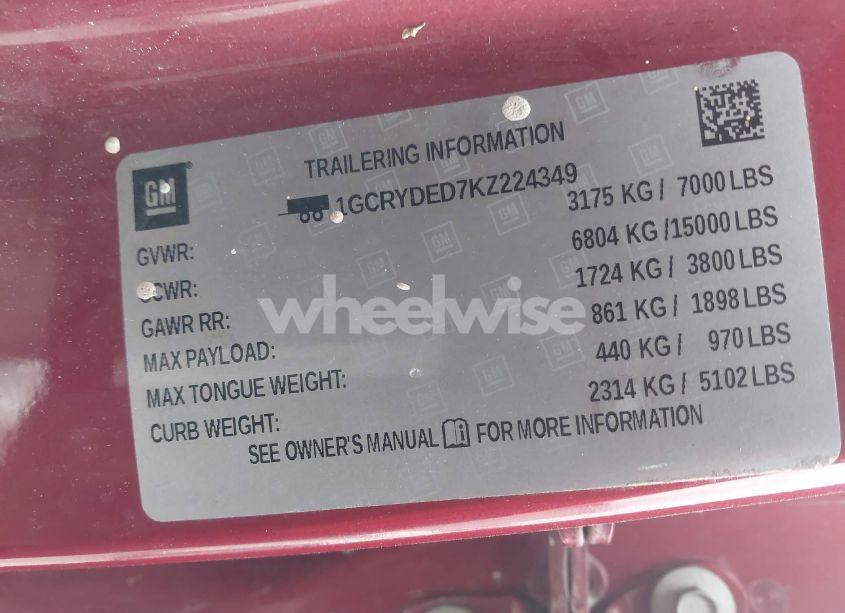 GM
TRAILERING INFORMATION
1GCRYDED7KZ224349
GVWR: 3175 KG / 7000 LBS
GCWR: 6804 KG /15000 LBS
GAWR RR: 1724 KG / 3800 LBS
MAX PAYLOAD: 861 KG / 1898 LBS
MAX TONGUE WEIGHT: 440 KG / 970 LBS
CURB WEIGHT: 2314 KG / 5102 LBS
SEE OWNER'S MANUAL FOR MORE INFORMATION
wheelwise